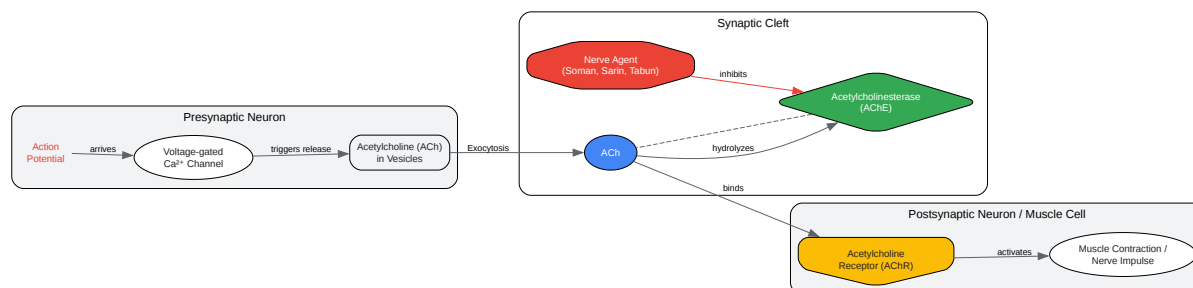 Synaptic Cleft
Nerve Agent
(Soman, Sarin, Tabun)
inhibits
Acetylcholinesterase
(AChE)
Presynaptic Neuron
Action
Potential
arrives
Voltage-gated
Ca²⁺ Channel
triggers release
Acetylcholine (ACh)
in Vesicles
Exocytosis
ACh
hydrolyzes
binds
Postsynaptic Neuron / Muscle Cell
Acetylcholine
Receptor (AChR)
activates
Muscle Contraction /
Nerve Impulse